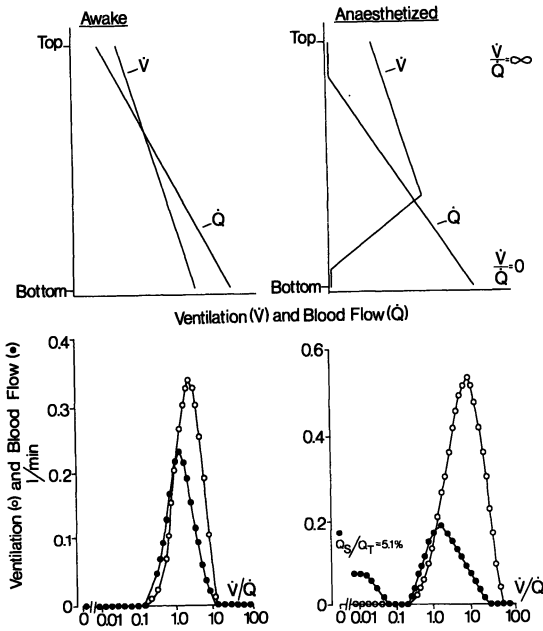 Awake
Top
V̇
Q̇
Bottom
Anaesthetized
Top
V̇
V̇/Q̇=∞
Q̇
V̇/Q̇=0
Bottom
Ventilation (V̇) and Blood Flow (Q̇)
Ventilation (o) and Blood Flow (●)
l/min
0.4
0.3
0.2
0.1
0
0 0.01 0.1 1.0 10 100
V̇/Q̇
0.6
0.4
0.2
0
Q̇S/Q̇T=5.1%
0 0.01 0.1 1.0 10 100
V̇/Q̇